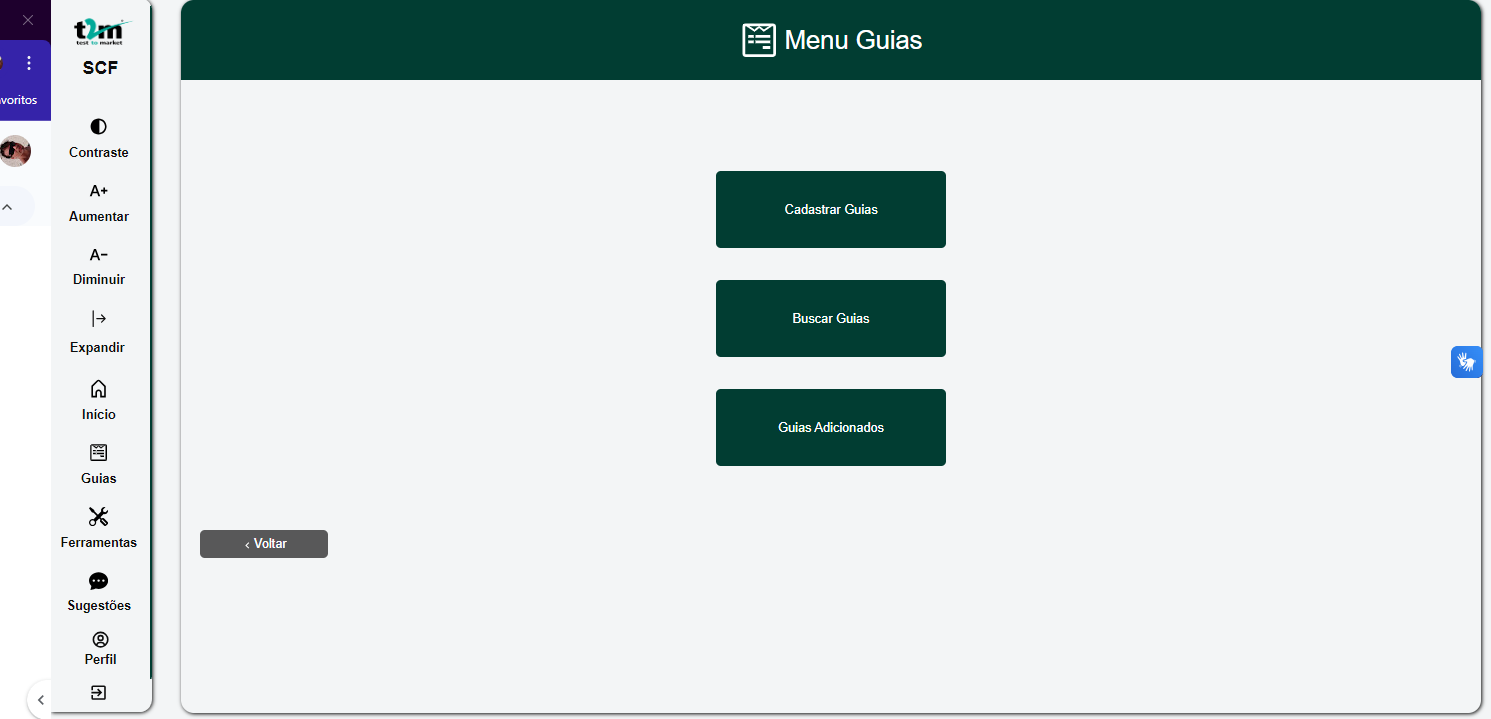 voritos
t2m
test to market
SCF
Contraste
A+
Aumentar
A-
Diminuir
Expandir
Início
Guias
Ferramentas
Sugestões
Perfil
Menu Guias
Cadastrar Guias
Buscar Guias
Guias Adicionados
‹ Voltar